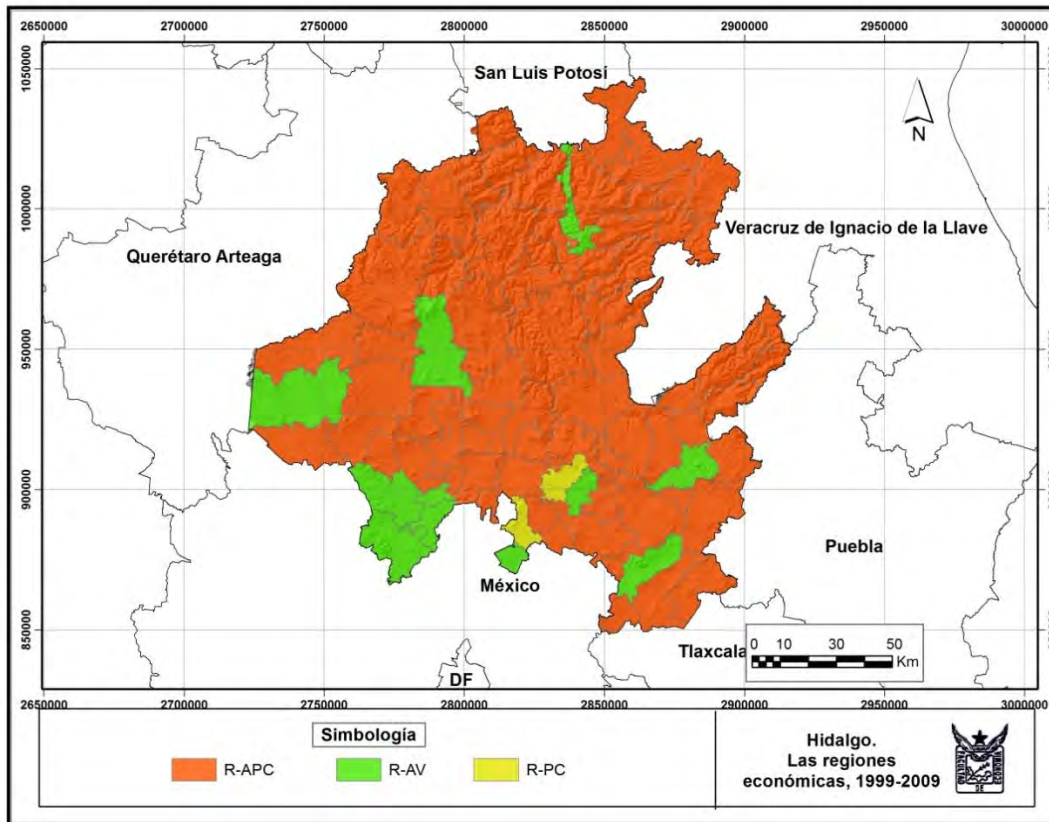 2650000 2700000 2750000 2800000 2850000 2900000 2950000 3000000
1050000
San Luis Potosí
N
1000000
Veracruz de Ignacio de la Llave
Querétaro Arteaga
950000
900000
Puebla
México
850000
Tlaxcala
0 10 30 50
Km
DF
2650000 2700000 2750000 2800000 2850000 2900000 2950000 3000000
Simbología
R-APC R-AV R-PC
Hidalgo.
Las regiones
económicas, 1999-2009